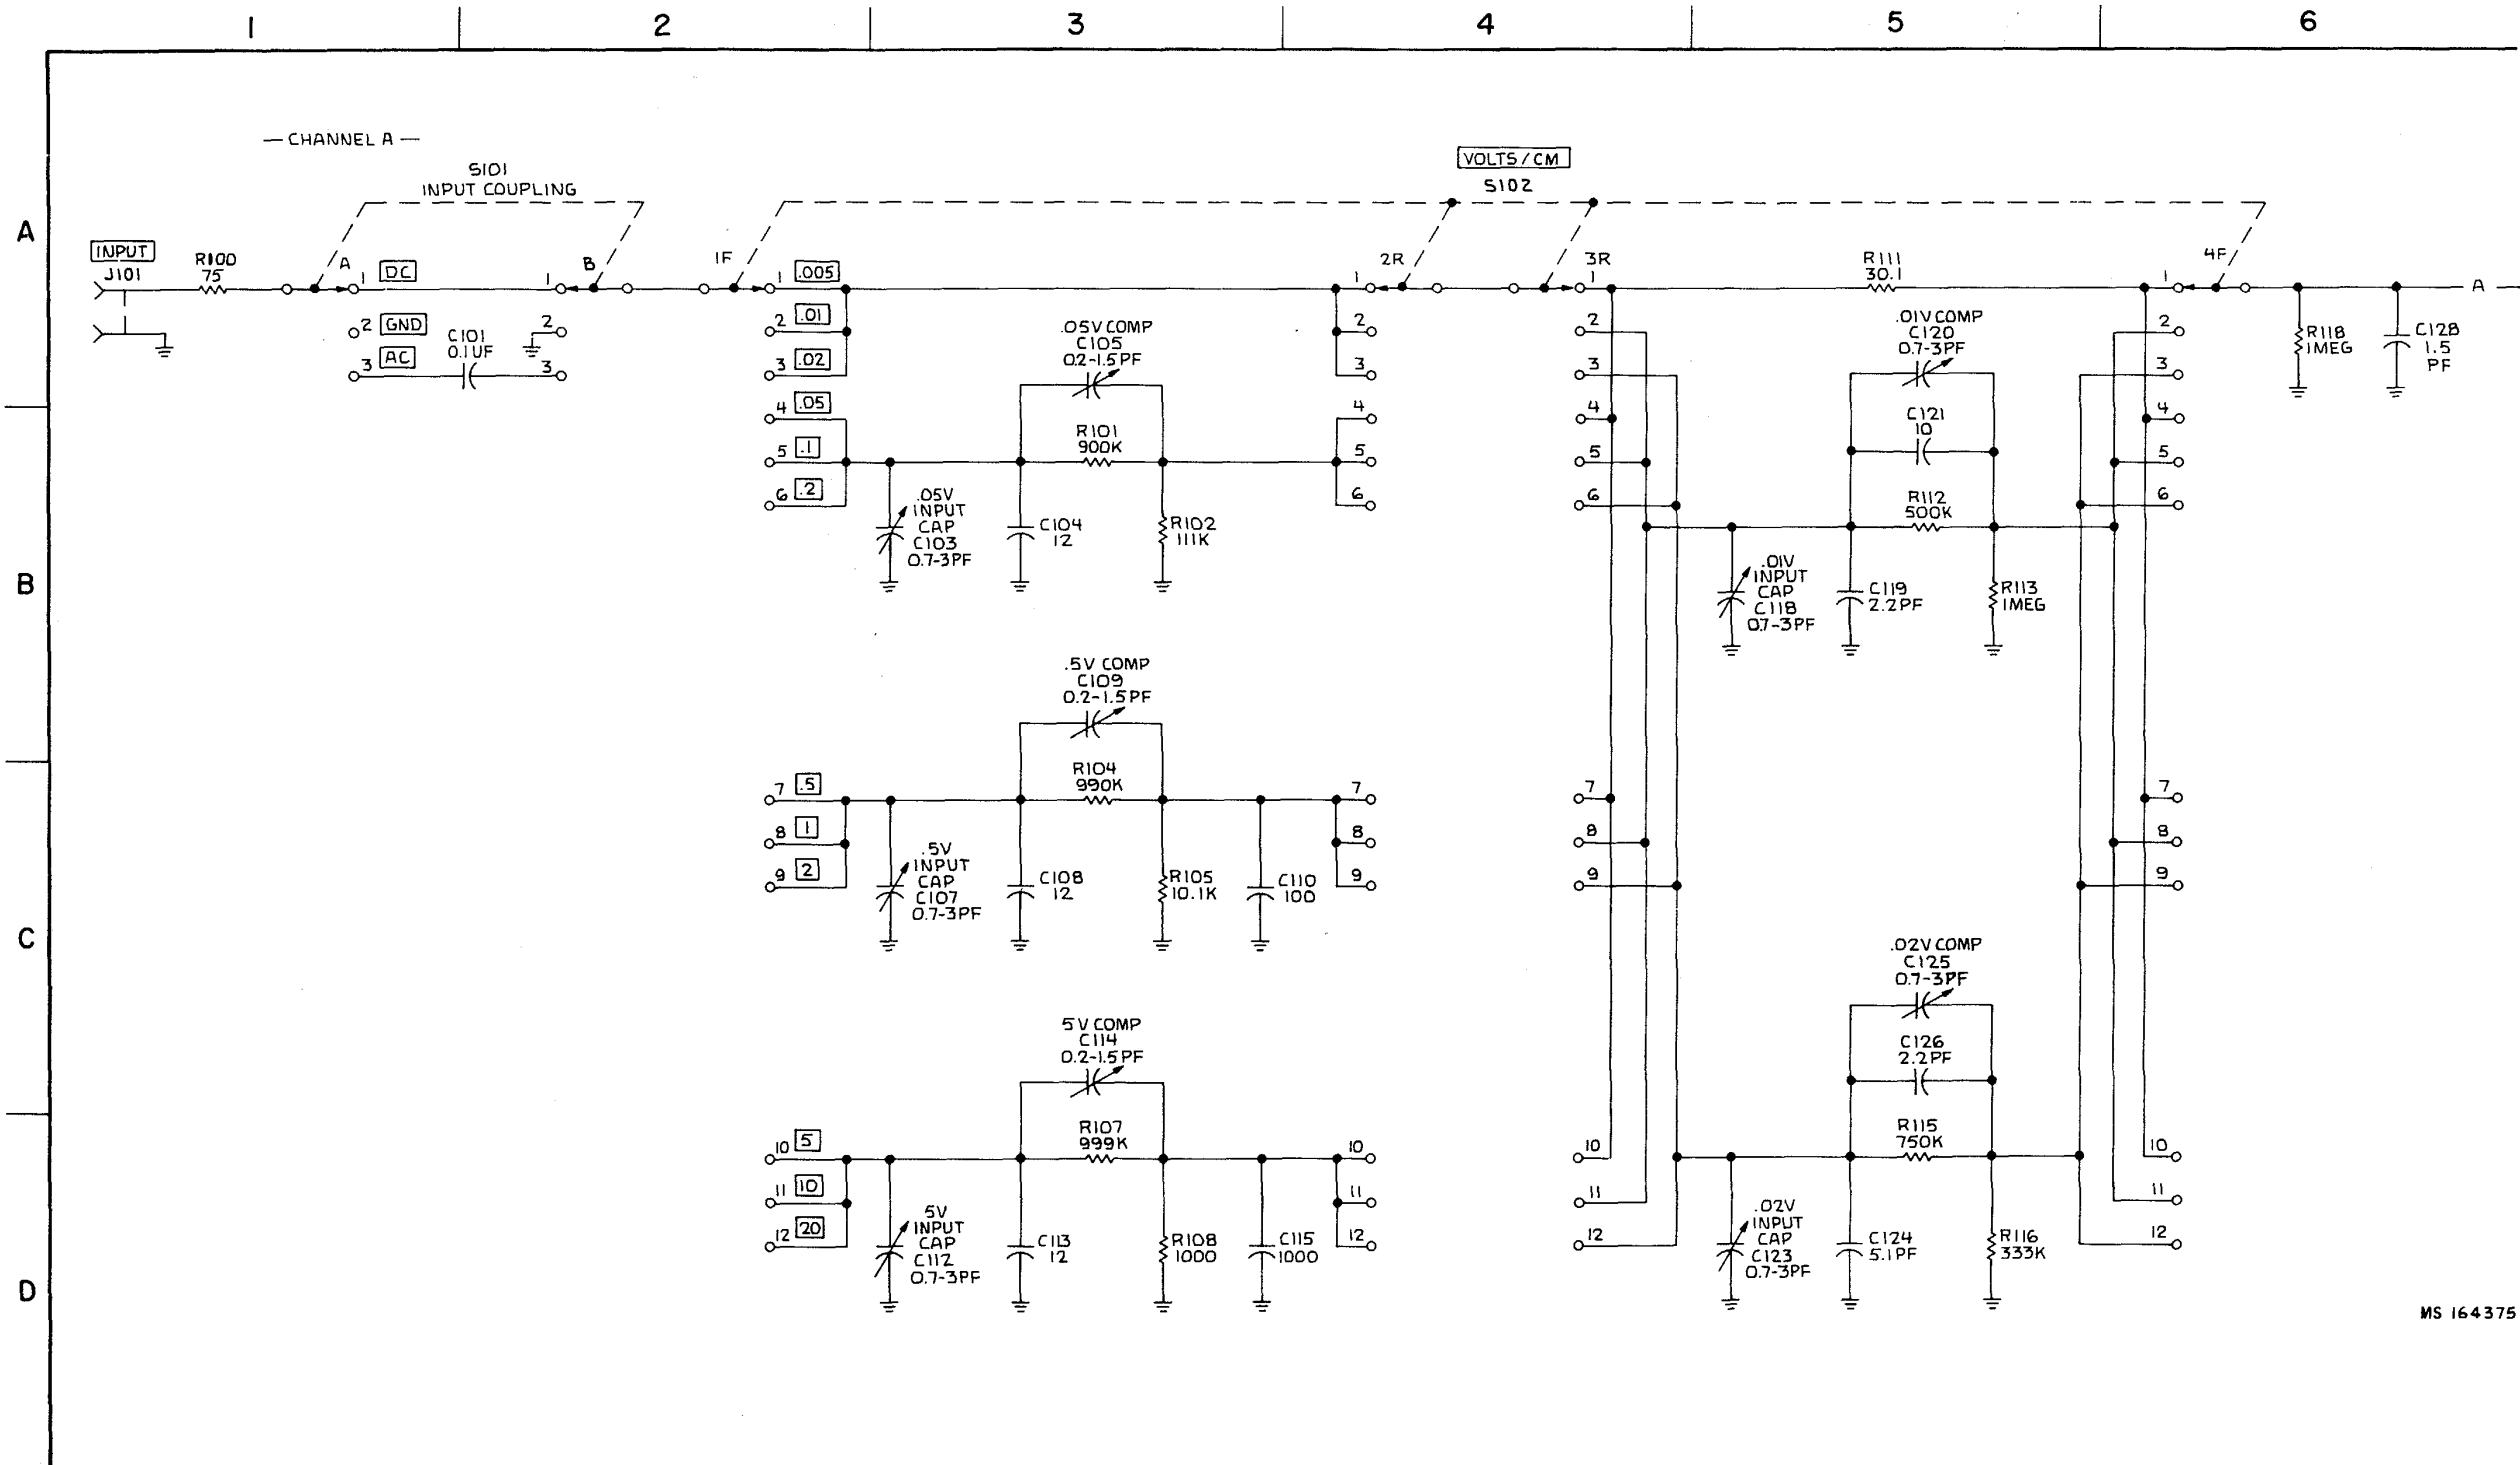 1 2 3 4 5 6
A
B
C
D
— CHANNEL A —
S101
INPUT COUPLING
VOLTS/CM
S102
INPUT
J101
R100
75
A
1 DC
2 GND
3 AC
C101
0.1UF
B
1
2
3
1F
1 .005
2 .01
3 .02
4 .05
5 .1
6 .2
7 .5
8 1
9 2
10 5
11 10
12 20
.05V COMP
C105
0.2-1.5PF
R101
900K
.05V
INPUT
CAP
C103
0.7-3PF
C104
12
R102
111K
.5V COMP
C109
0.2-1.5PF
R104
990K
.5V
INPUT
CAP
C107
0.7-3PF
C108
12
R105
10.1K
C110
100
5V COMP
C114
0.2-1.5PF
R107
999K
5V
INPUT
CAP
C112
0.7-3PF
C113
12
R108
1000
C115
1000
2R
1
2
3
4
5
6
7
8
9
10
11
12
3R
1
2
3
4
5
6
7
8
9
10
11
12
R111
30.1
.01V COMP
C120
0.7-3PF
C121
10
R112
500K
.01V
INPUT
CAP
C118
0.7-3PF
C119
2.2PF
R113
1MEG
.02V COMP
C125
0.7-3PF
C126
2.2PF
R115
750K
.02V
INPUT
CAP
C123
0.7-3PF
C124
5.1PF
R116
333K
4F
1
2
3
4
5
6
7
8
9
10
11
12
R118
1MEG
C128
1.5
PF
A
MS 164375